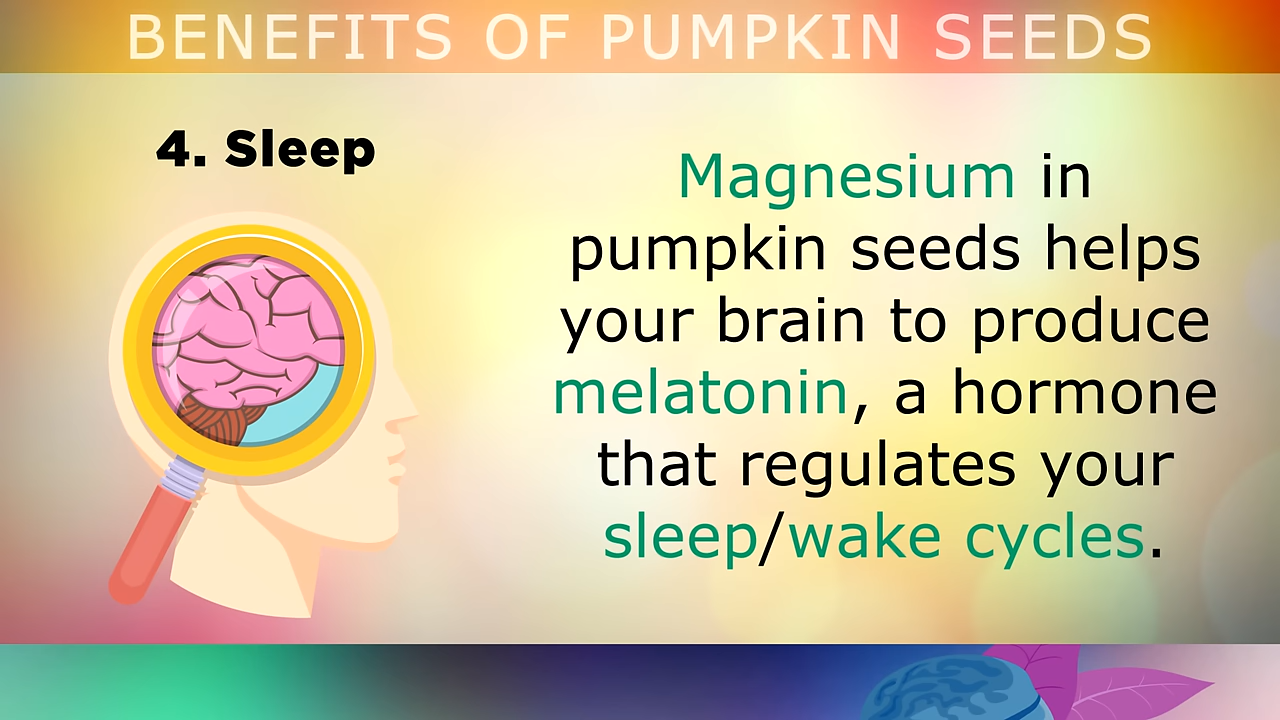 BENEFITS OF PUMPKIN SEEDS
4. Sleep
Magnesium in
pumpkin seeds helps
your brain to produce
melatonin, a hormone
that regulates your
sleep/wake cycles.